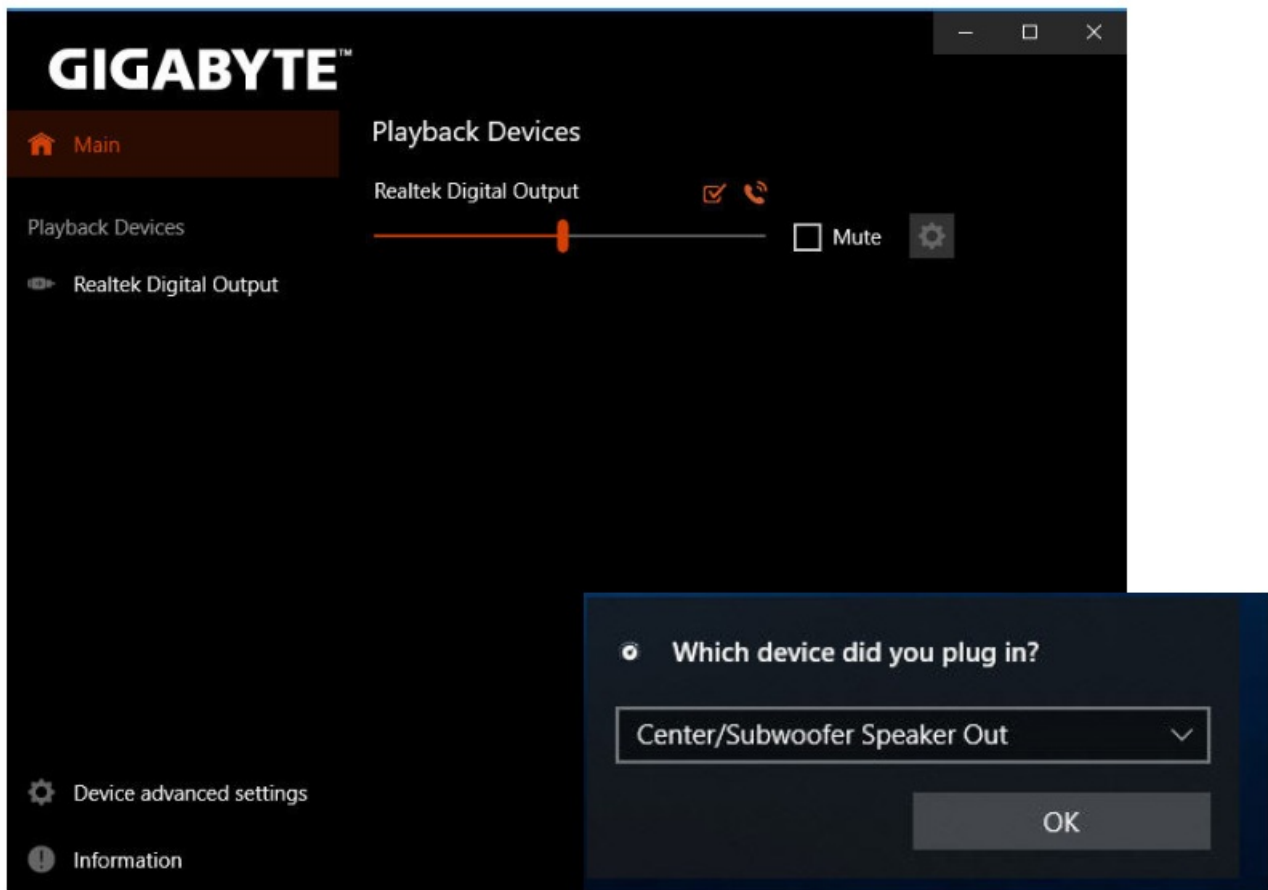 GIGABYTE™
Main
Playback Devices
Realtek Digital Output
Playback Devices
Realtek Digital Output
Mute
Device advanced settings
Information
Which device did you plug in?
Center/Subwoofer Speaker Out
OK